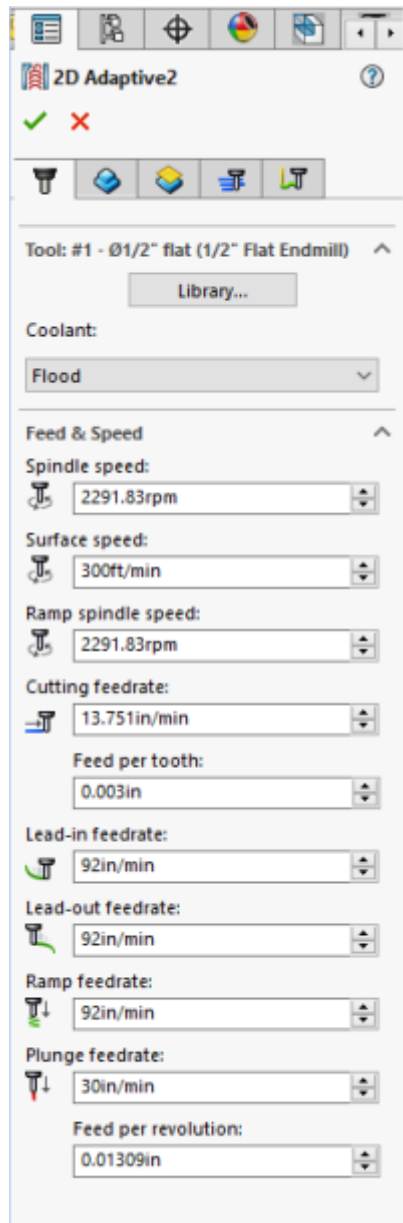 2D Adaptive2
Tool: #1 - Ø1/2" flat (1/2" Flat Endmill)
Library...
Coolant:
Flood
Feed & Speed
Spindle speed:
2291.83rpm
Surface speed:
300ft/min
Ramp spindle speed:
2291.83rpm
Cutting feedrate:
13.751in/min
Feed per tooth:
0.003in
Lead-in feedrate:
92in/min
Lead-out feedrate:
92in/min
Ramp feedrate:
92in/min
Plunge feedrate:
30in/min
Feed per revolution:
0.01309in